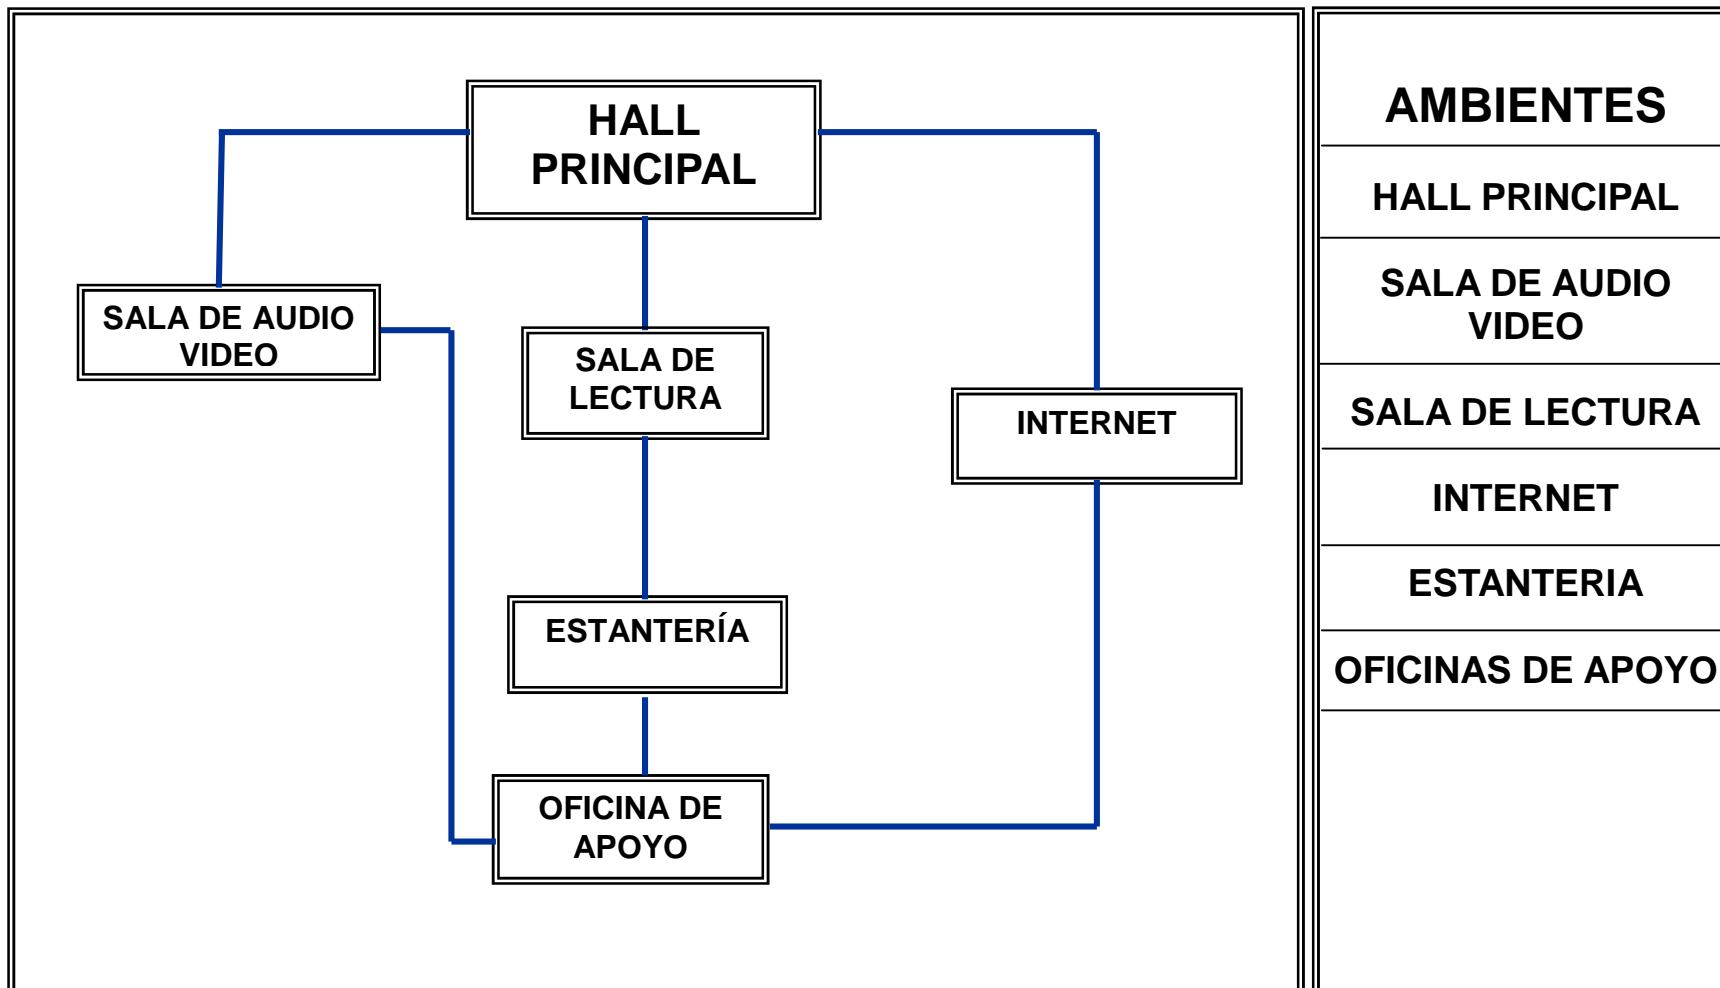 HALL
PRINCIPAL
SALA DE AUDIO
VIDEO
SALA DE
LECTURA
INTERNET
ESTANTERÍA
OFICINA DE
APOYO
AMBIENTES
HALL PRINCIPAL
SALA DE AUDIO
VIDEO
SALA DE LECTURA
INTERNET
ESTANTERIA
OFICINAS DE APOYO